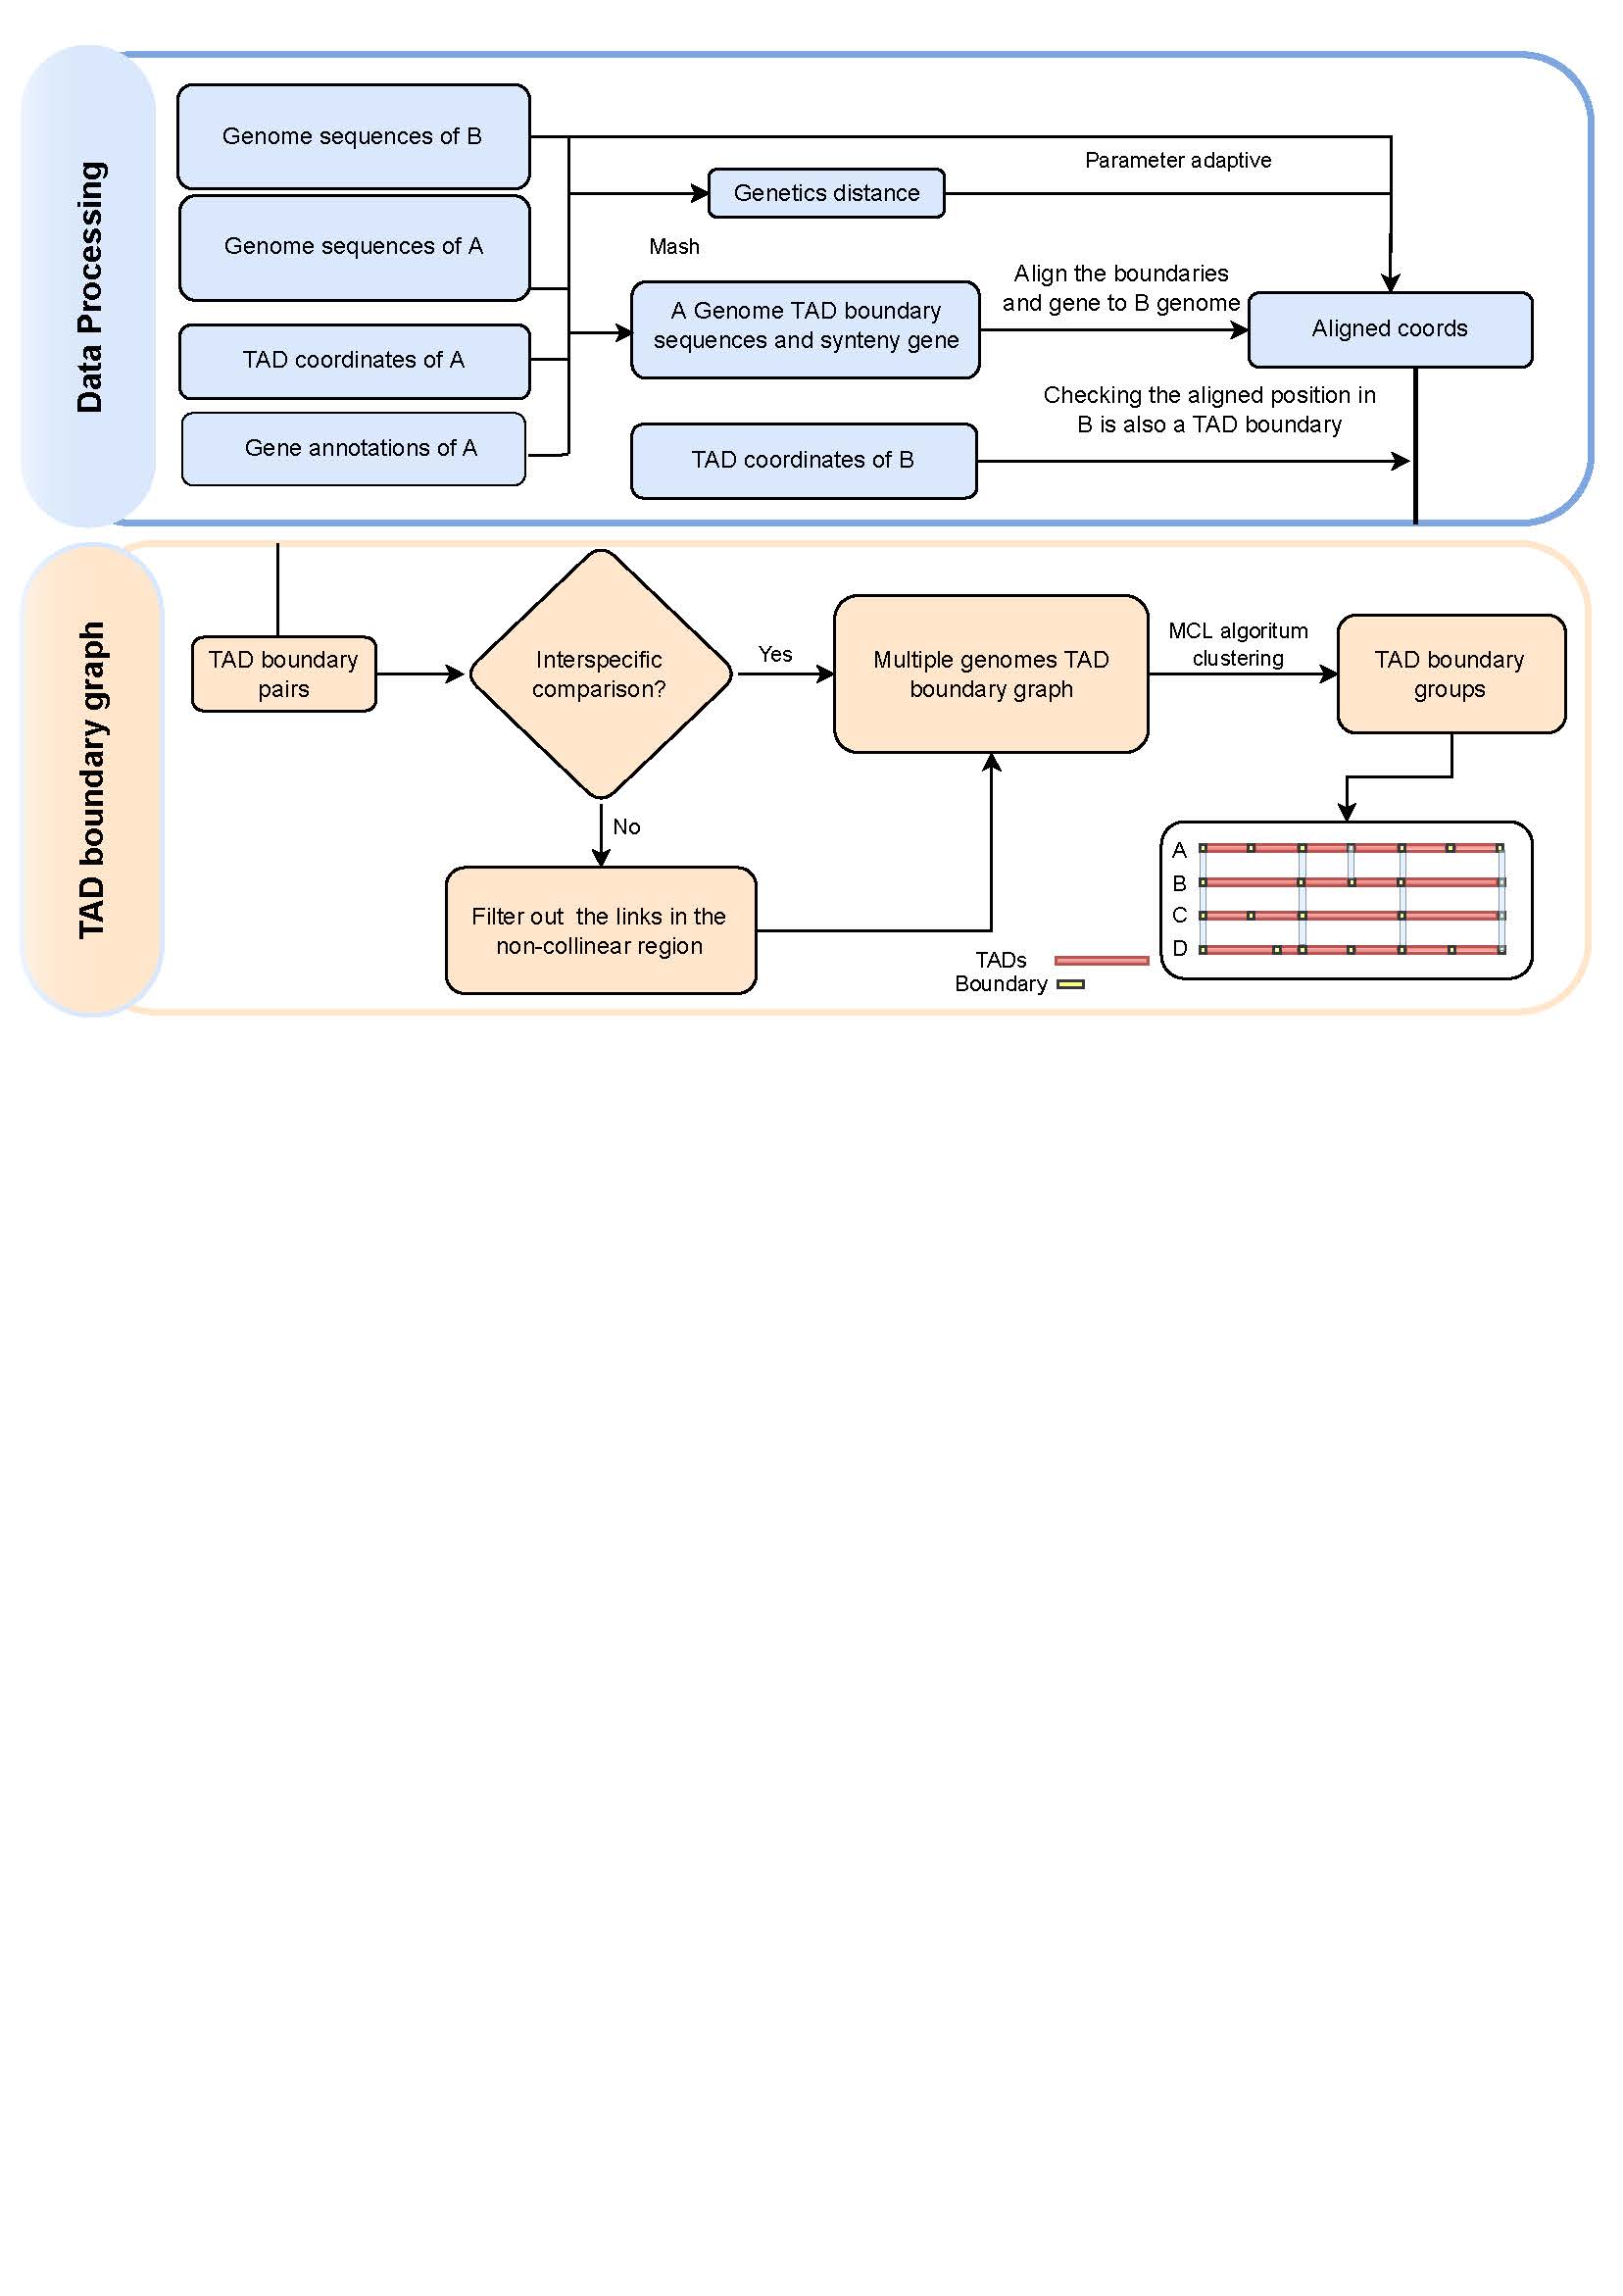 Data Processing
Genome sequences of B
Genome sequences of A
TAD coordinates of A
Gene annotations of A
Genetics distance
Parameter adaptive
Mash
A Genome TAD boundary
sequences and synteny gene
Align the boundaries
and gene to B genome
Aligned coords
Checking the aligned position in
B is also a TAD boundary
TAD coordinates of B
TAD boundary graph
TAD boundary
pairs
Interspecific
comparison?
Yes
No
Multiple genomes TAD
boundary graph
MCL algoritum
clustering
TAD boundary
groups
Filter out the links in the
non-collinear region
TADs
Boundary
A
B
C
D